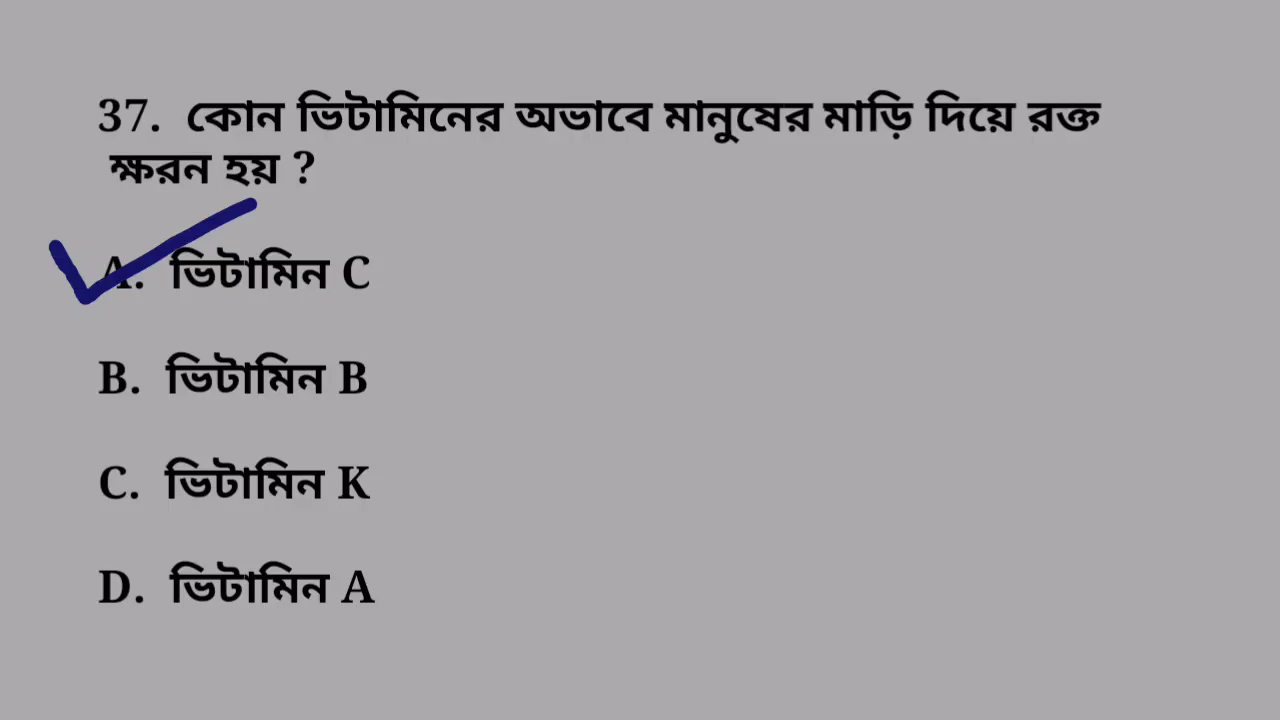 37. কোন ভিটামিনের অভাবে মানুষের মাড়ি দিয়ে রক্ত
ক্ষরন হয় ?
A. ভিটামিন C
B. ভিটামিন B
C. ভিটামিন K
D. ভিটামিন A